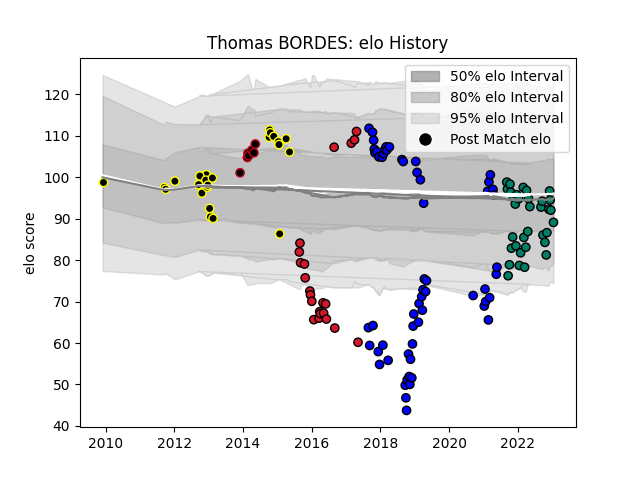 Thomas BORDES: elo History
50% elo Interval
80% elo Interval
95% elo Interval
Post Match elo
elo score
120
110
100
90
80
70
60
50
40
2010
2012
2014
2016
2018
2020
2022